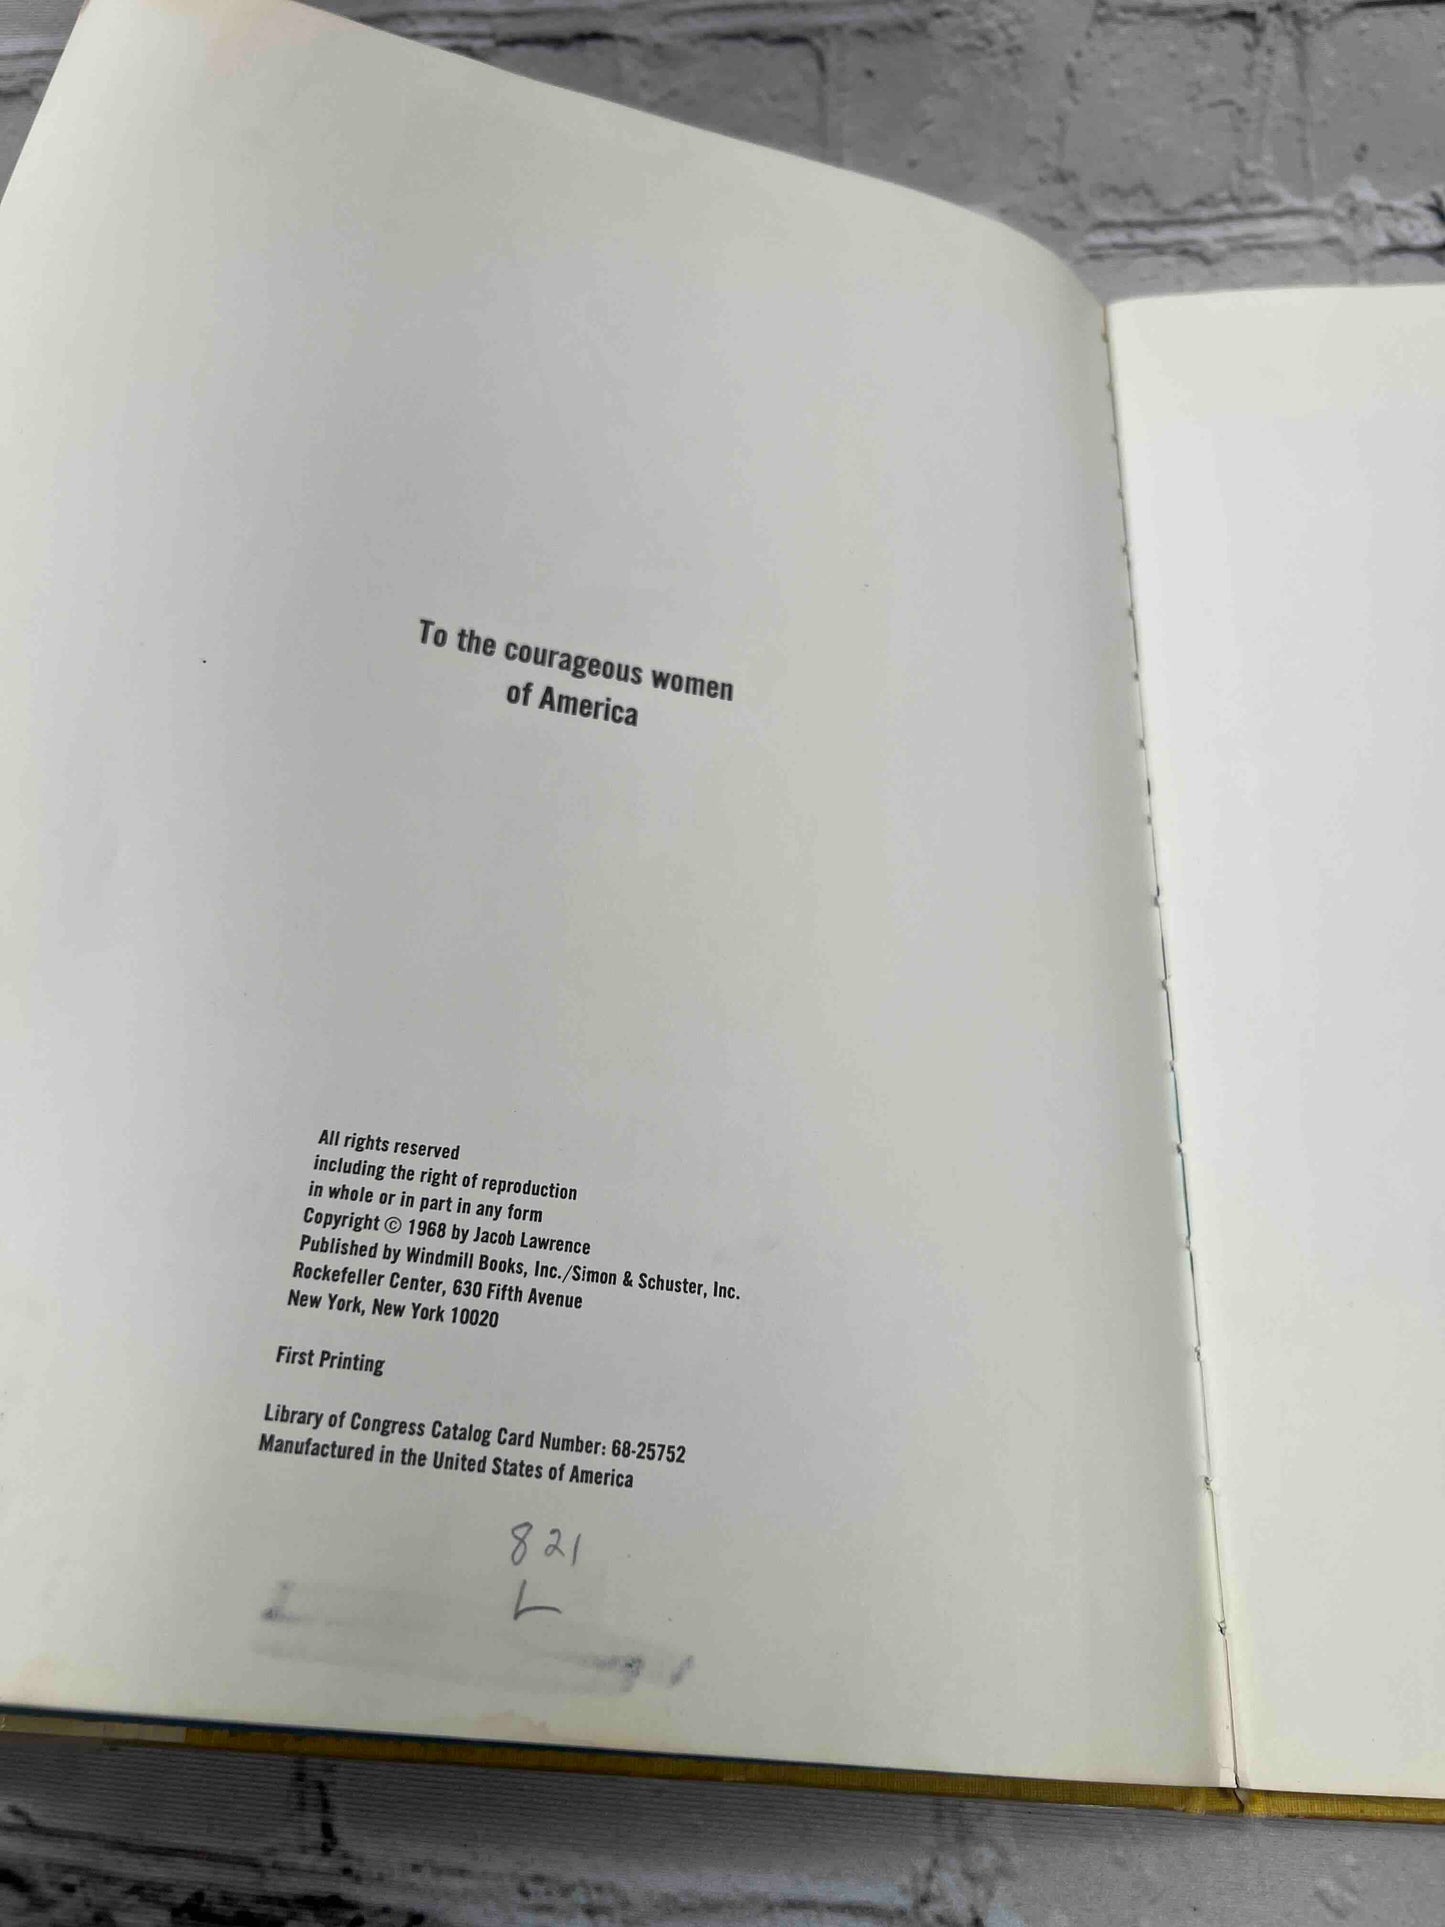 To the courageous women
of America
All rights reserved
including the right of reproduction
in whole or in part in any form
Copyright © 1968 by Jacob Lawrence
Published by Windmill Books, Inc./Simon & Schuster, Inc.
Rockefeller Center, 630 Fifth Avenue
New York, New York 10020
First Printing
Library of Congress Catalog Card Number: 68-25752
Manufactured in the United States of America
821
L